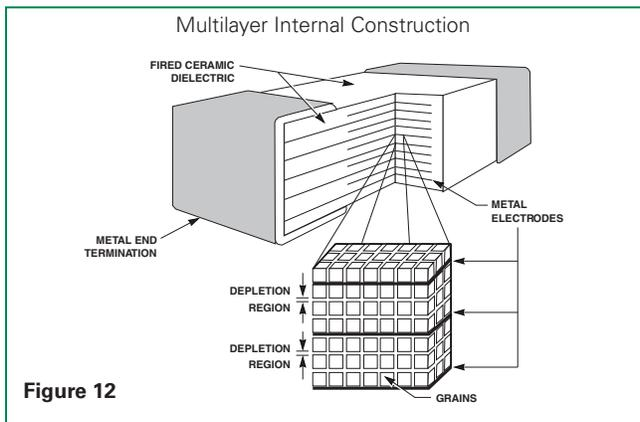 Multilayer Internal Construction
FIRED CERAMIC
DIELECTRIC
METAL
ELECTRODES
METAL END
TERMINATION
DEPLETION
REGION
DEPLETION
REGION
GRAINS
Figure 12